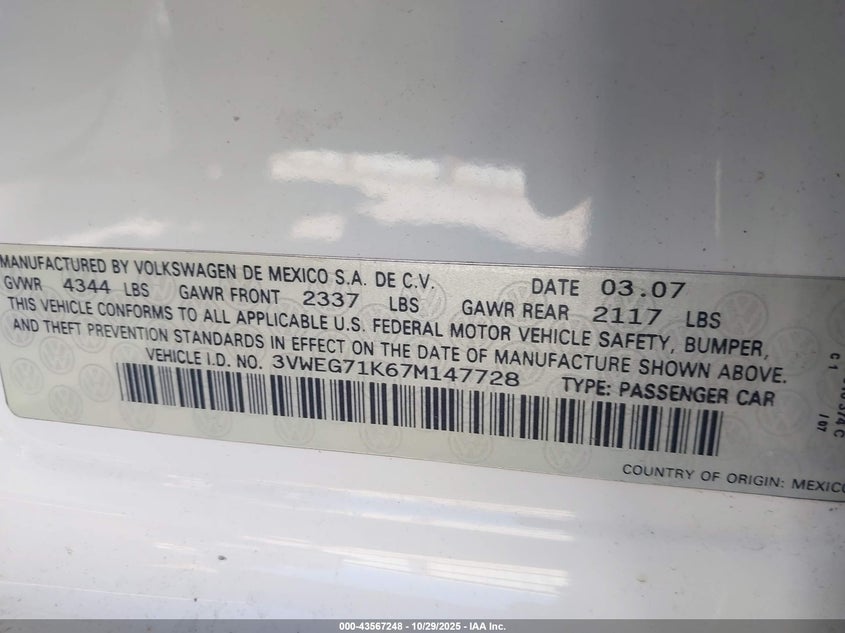 MANUFACTURED BY VOLKSWAGEN DE MEXICO S.A. DE C.V. DATE 03.07
GVWR 4344 LBS GAWR FRONT 2337 LBS GAWR REAR 2117 LBS
THIS VEHICLE CONFORMS TO ALL APPLICABLE U.S. FEDERAL MOTOR VEHICLE SAFETY, BUMPER,
AND THEFT PREVENTION STANDARDS IN EFFECT ON THE DATE OF MANUFACTURE SHOWN ABOVE.
VEHICLE I.D. NO. 3VWEG71K67M147728 TYPE: PASSENGER CAR
COUNTRY OF ORIGIN: MEXICO
C 1
/07
000-43567248 - 10/29/2025 - IAA Inc.